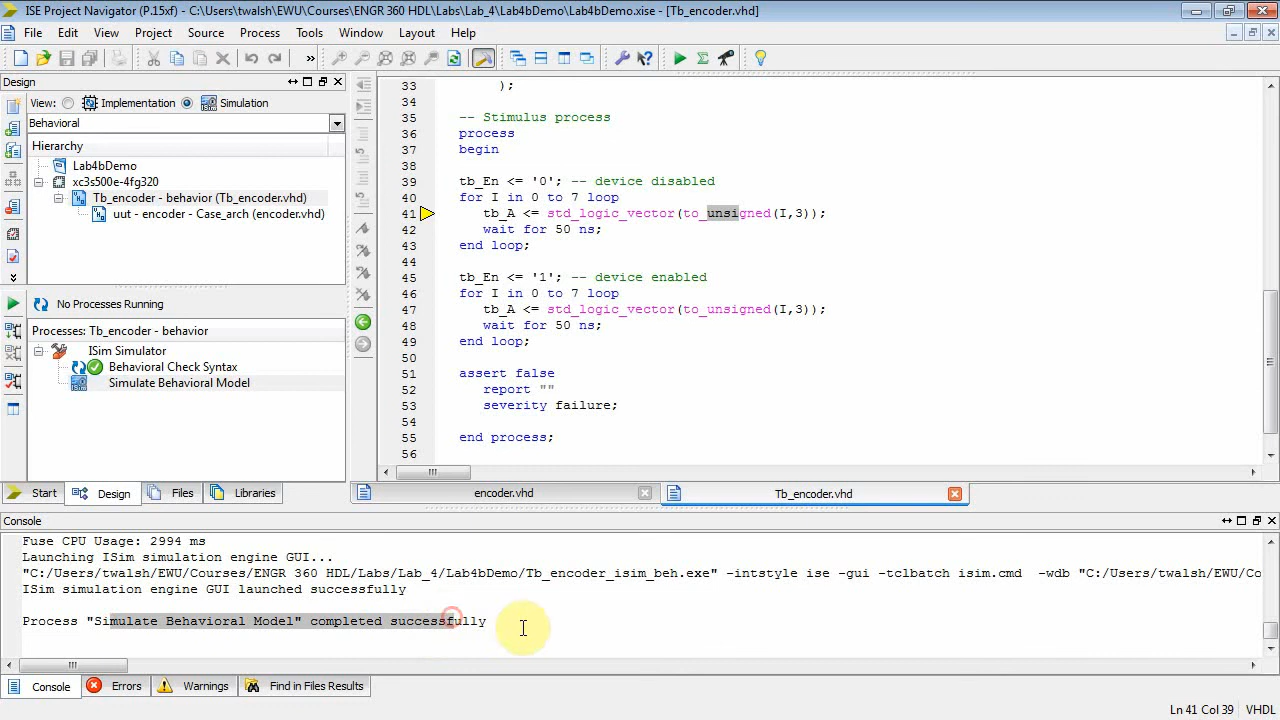 ISE Project Navigator (P.15xf) - C:\Users\twalsh\EWU\Courses\ENGR 360 HDL\Labs\Lab_4\Lab4bDemo\Lab4bDemo.xise - [Tb_encoder.vhd]
File Edit View Project Source Process Tools Window Layout Help
Design
View: Implementation Simulation
Behavioral
Hierarchy
Lab4bDemo
xc3s500e-4fg320
Tb_encoder - behavior (Tb_encoder.vhd)
uut - encoder - Case_arch (encoder.vhd)
No Processes Running
Processes: Tb_encoder - behavior
ISim Simulator
Behavioral Check Syntax
Simulate Behavioral Model
Start Design Files Libraries
33 );
34
35 -- Stimulus process
36 process
37 begin
38
39 tb_En <= '0'; -- device disabled
40 for I in 0 to 7 loop
41 tb_A <= std_logic_vector(to_unsigned(I,3));
42 wait for 50 ns;
43 end loop;
44
45 tb_En <= '1'; -- device enabled
46 for I in 0 to 7 loop
47 tb_A <= std_logic_vector(to_unsigned(I,3));
48 wait for 50 ns;
49 end loop;
50
51 assert false
52 report ""
53 severity failure;
54
55 end process;
56
encoder.vhd Tb_encoder.vhd
Console
Fuse CPU Usage: 2994 ms
Launching ISim simulation engine GUI...
"C:/Users/twalsh/EWU/Courses/ENGR 360 HDL/Labs/Lab_4/Lab4bDemo/Tb_encoder_isim_beh.exe" -intstyle ise -gui -tclbatch isim.cmd -wdb "C:/Users/twalsh/EWU/Co
ISim simulation engine GUI launched successfully
Process "Simulate Behavioral Model" completed successfully
Console Errors Warnings Find in Files Results
Ln 41 Col 39 VHDL